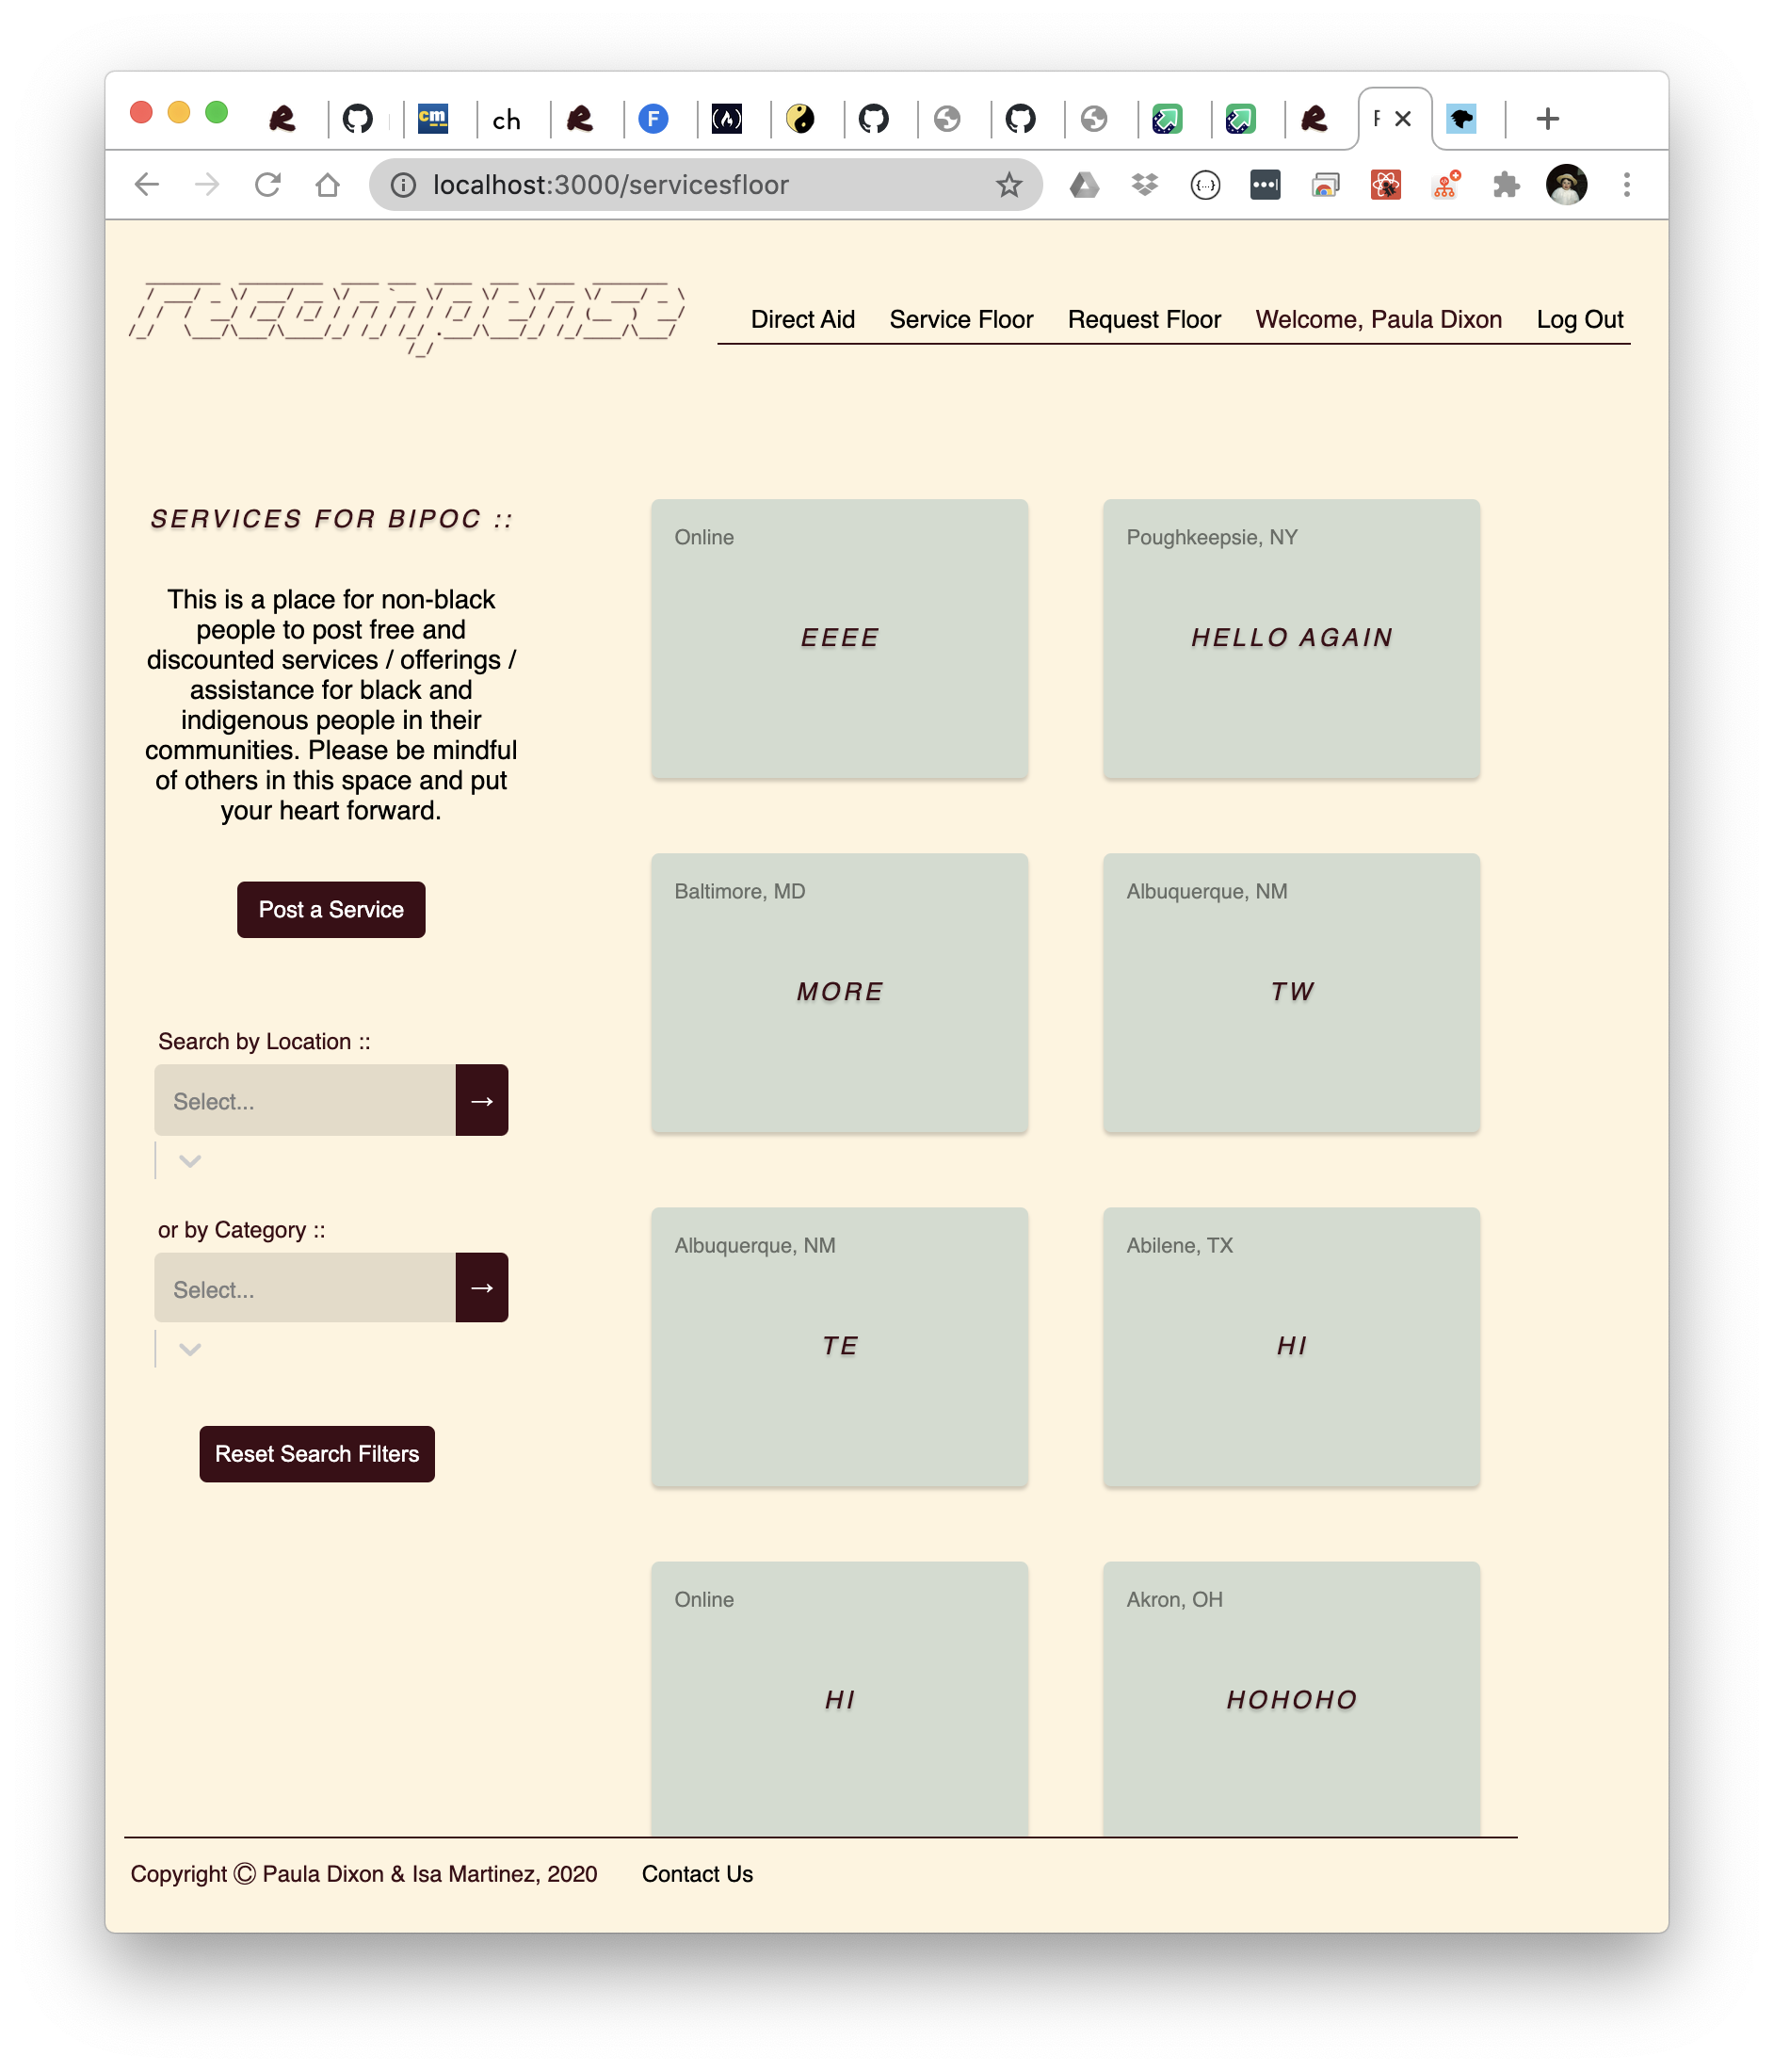 ch
F
localhost:3000/servicesfloor
recompense
Direct Aid Service Floor Request Floor Welcome, Paula Dixon Log Out
SERVICES FOR BIPOC ::
This is a place for non-black
people to post free and
discounted services / offerings /
assistance for black and
indigenous people in their
communities. Please be mindful
of others in this space and put
your heart forward.
Post a Service
Search by Location ::
Select...
→
or by Category ::
Select...
→
Reset Search Filters
Online
EEEE
Poughkeepsie, NY
HELLO AGAIN
Baltimore, MD
MORE
Albuquerque, NM
TW
Albuquerque, NM
TE
Abilene, TX
HI
Online
HI
Akron, OH
HOHOHO
Copyright © Paula Dixon & Isa Martinez, 2020 Contact Us